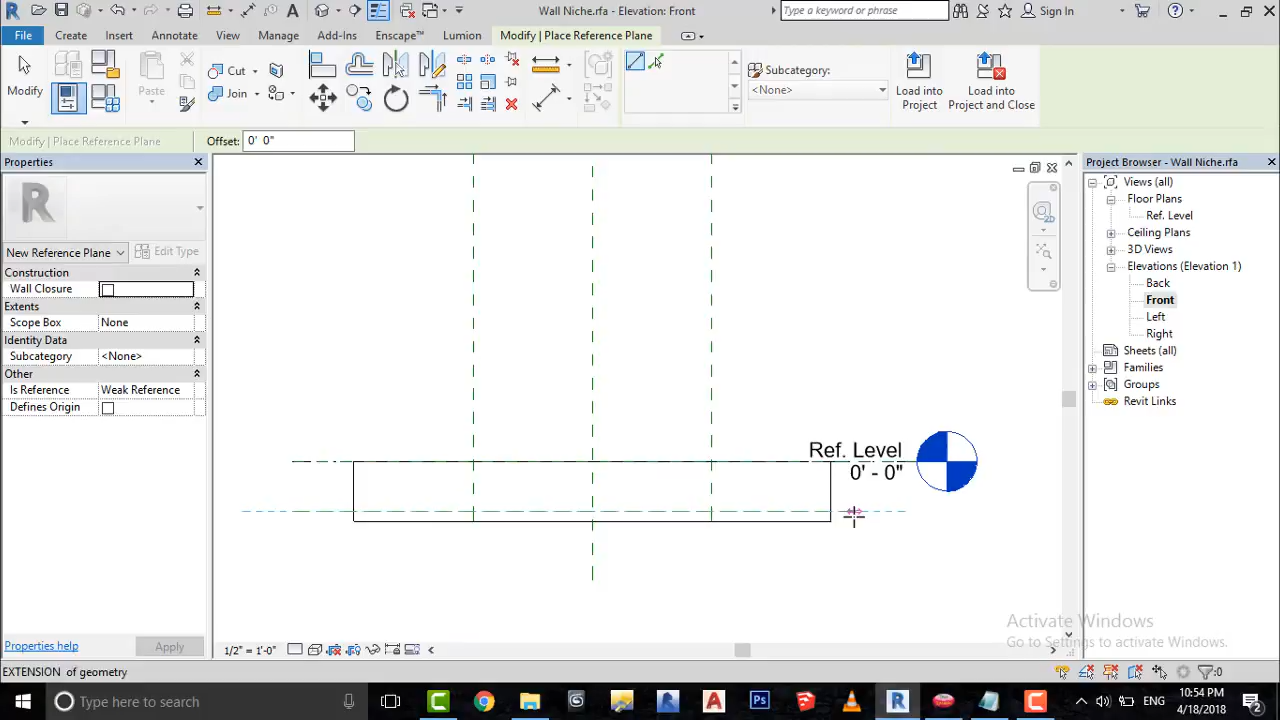 Wall Niche.rfa - Elevation: Front
Type a keyword or phrase
Sign In
File
Create
Insert
Annotate
View
Manage
Add-Ins
Enscape™
Lumion
Modify | Place Reference Plane
Modify
Paste
Cut
Join
Subcategory:
<None>
Load into
Project
Load into
Project and Close
Modify | Place Reference Plane
Offset:
0' 0"
Properties
New Reference Plane
Edit Type
Construction
Wall Closure
Extents
Scope Box
None
Identity Data
Subcategory
<None>
Other
Is Reference
Weak Reference
Defines Origin
Properties help
Apply
Ref. Level
0' - 0"
2D
Project Browser - Wall Niche.rfa
Views (all)
Floor Plans
Ref. Level
Ceiling Plans
3D Views
Elevations (Elevation 1)
Back
Front
Left
Right
Sheets (all)
Families
Groups
Revit Links
Activate Windows
Go to Settings to activate Windows.
1/2" = 1'-0"
EXTENSION of geometry
:0
Type here to search
ENG
10:54 PM
4/18/2018
2